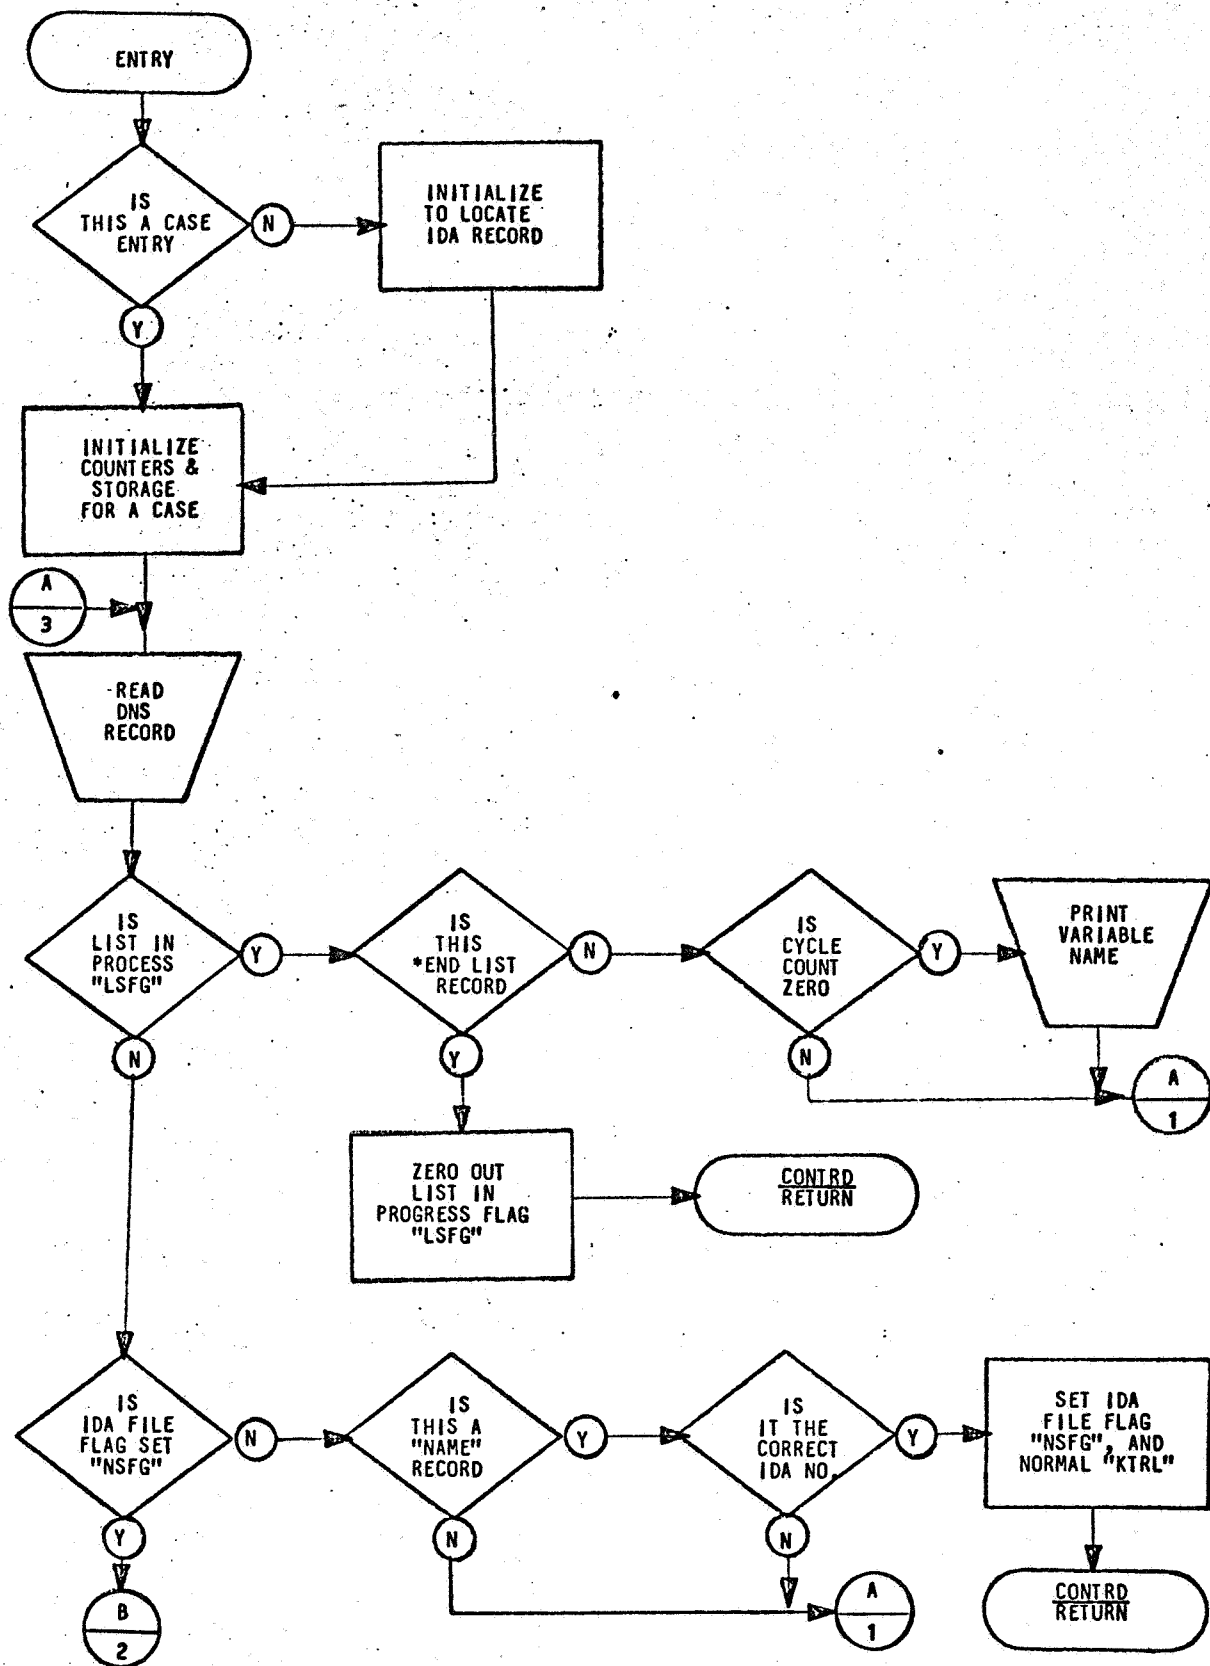 ENTRY
IS
THIS A CASE
ENTRY
N
INITIALIZE
TO LOCATE
IDA RECORD
Y
INITIALIZE
COUNTERS &
STORAGE
FOR A CASE
A
3
READ
DNS
RECORD
IS
LIST IN
PROCESS
"LSFG"
Y
IS
THIS
*END LIST
RECORD
N
IS
CYCLE
COUNT
ZERO
Y
PRINT
VARIABLE
NAME
N
Y
N
A
1
ZERO OUT
LIST IN
PROGRESS FLAG
"LSFG"
CONTRD
RETURN
IS
IDA FILE
FLAG SET
"NSFG"
N
IS
THIS A
"NAME"
RECORD
Y
IS
IT THE
CORRECT
IDA NO.
Y
SET IDA
FILE FLAG
"NSFG", AND
NORMAL "KTRL"
Y
N
N
B
2
A
1
CONTRD
RETURN